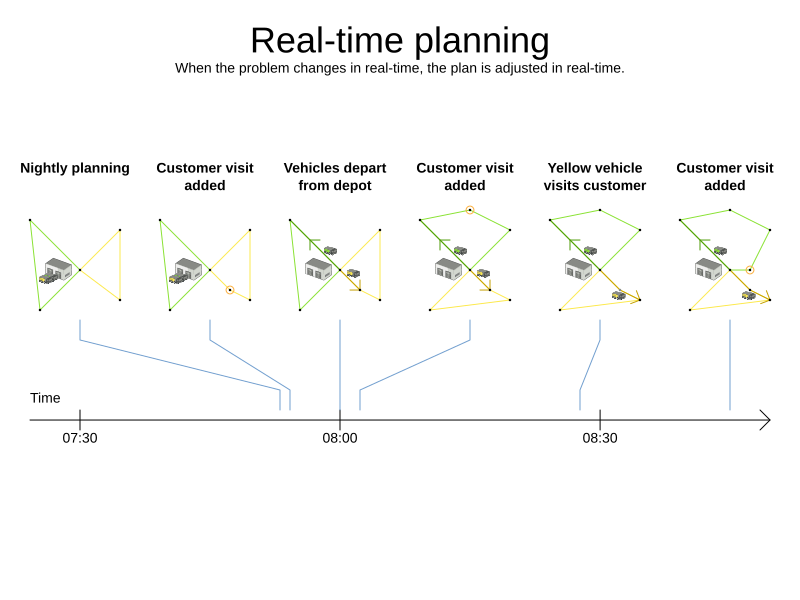 Real-time planning
When the problem changes in real-time, the plan is adjusted in real-time.
Nightly planning
Customer visit
added
Vehicles depart
from depot
Customer visit
added
Yellow vehicle
visits customer
Customer visit
added
Time
07:30
08:00
08:30